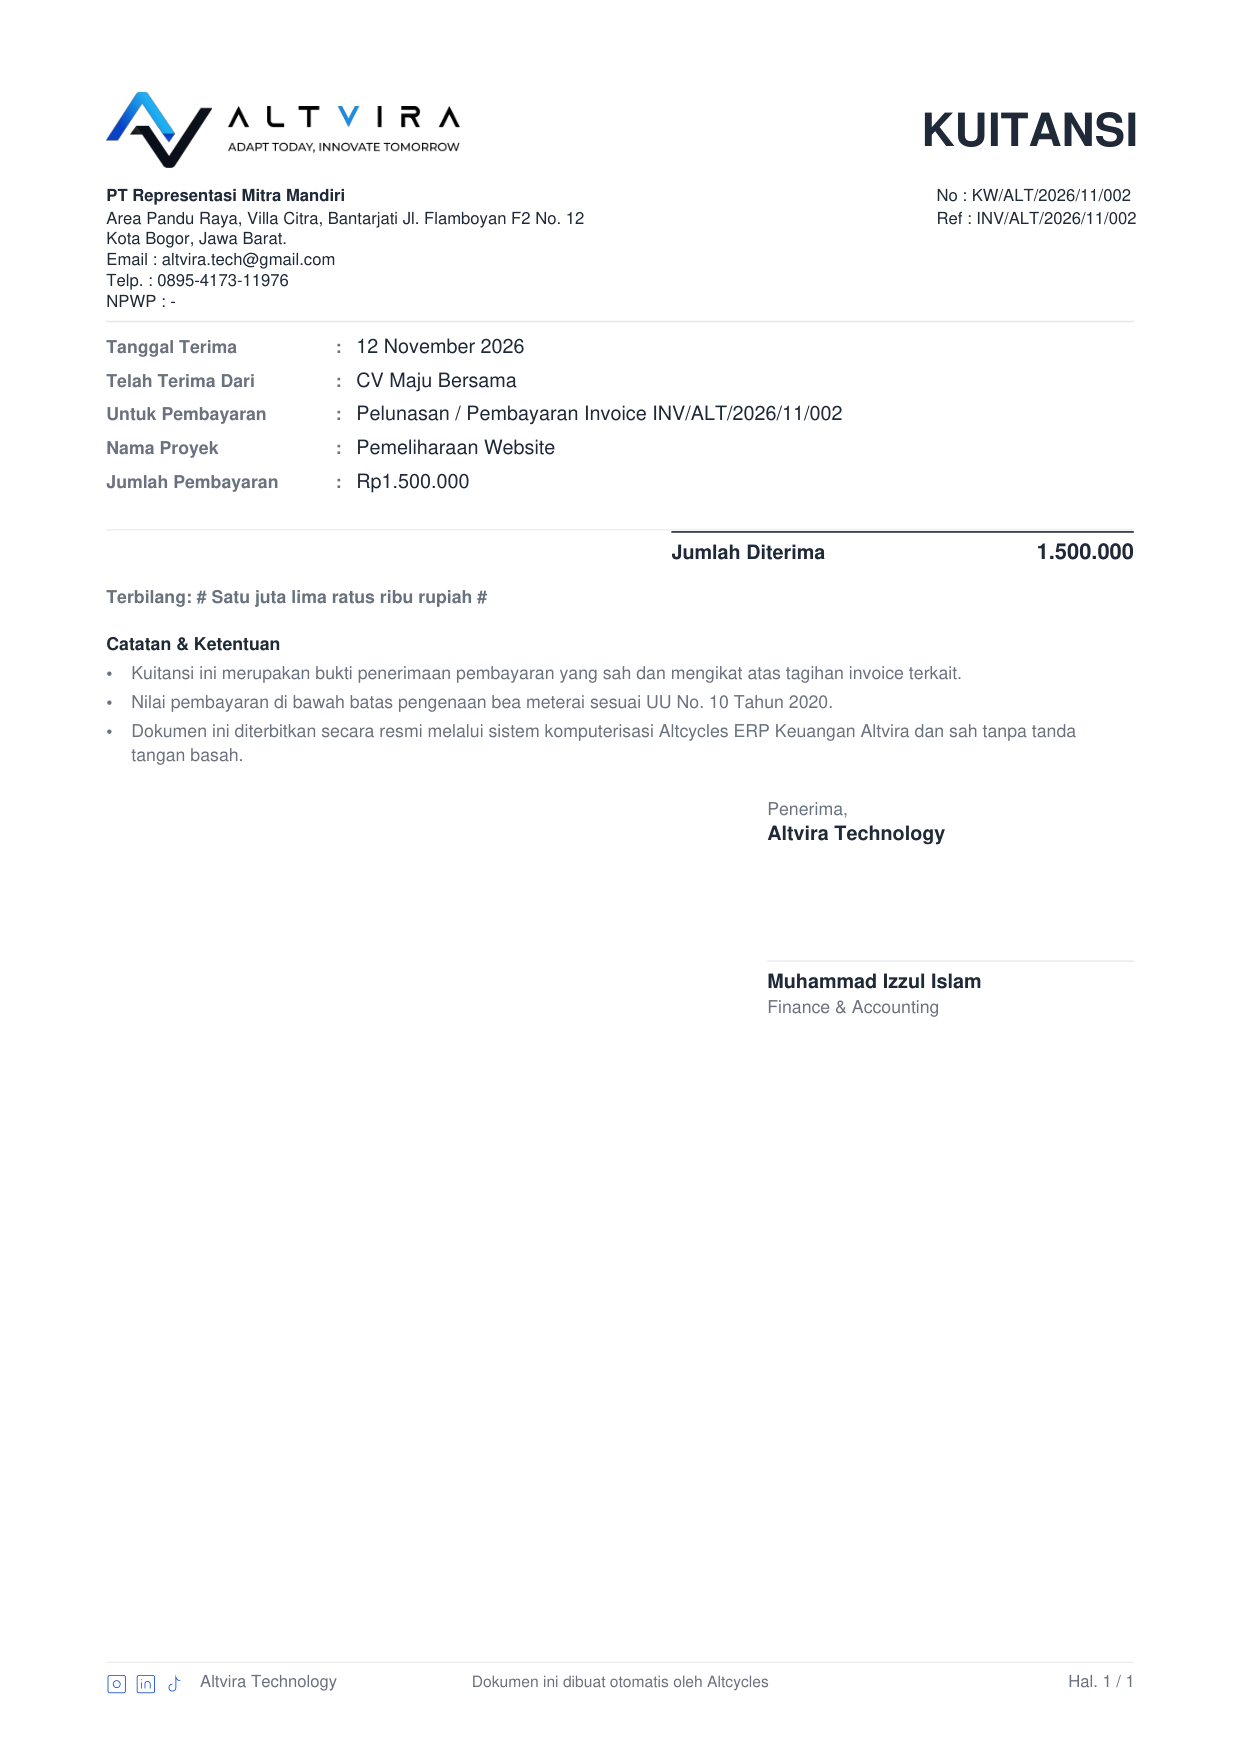 ALTVIRA
ADAPT TODAY, INNOVATE TOMORROW
KUITANSI
PT Representasi Mitra Mandiri
Area Pandu Raya, Villa Citra, Bantarjati Jl. Flamboyan F2 No. 12
Kota Bogor, Jawa Barat.
Email : altvira.tech@gmail.com
Telp. : 0895-4173-11976
NPWP : -
No : KW/ALT/2026/11/002
Ref : INV/ALT/2026/11/002
Tanggal Terima : 12 November 2026
Telah Terima Dari : CV Maju Bersama
Untuk Pembayaran : Pelunasan / Pembayaran Invoice INV/ALT/2026/11/002
Nama Proyek : Pemeliharaan Website
Jumlah Pembayaran : Rp1.500.000
Jumlah Diterima 1.500.000
Terbilang: # Satu juta lima ratus ribu rupiah #
Catatan & Ketentuan
• Kuitansi ini merupakan bukti penerimaan pembayaran yang sah dan mengikat atas tagihan invoice terkait.
• Nilai pembayaran di bawah batas pengenaan bea meterai sesuai UU No. 10 Tahun 2020.
• Dokumen ini diterbitkan secara resmi melalui sistem komputerisasi Altcycles ERP Keuangan Altvira dan sah tanpa tanda
tangan basah.
Penerima,
Altvira Technology
Muhammad Izzul Islam
Finance & Accounting
in Altvira Technology Dokumen ini dibuat otomatis oleh Altcycles Hal. 1 / 1